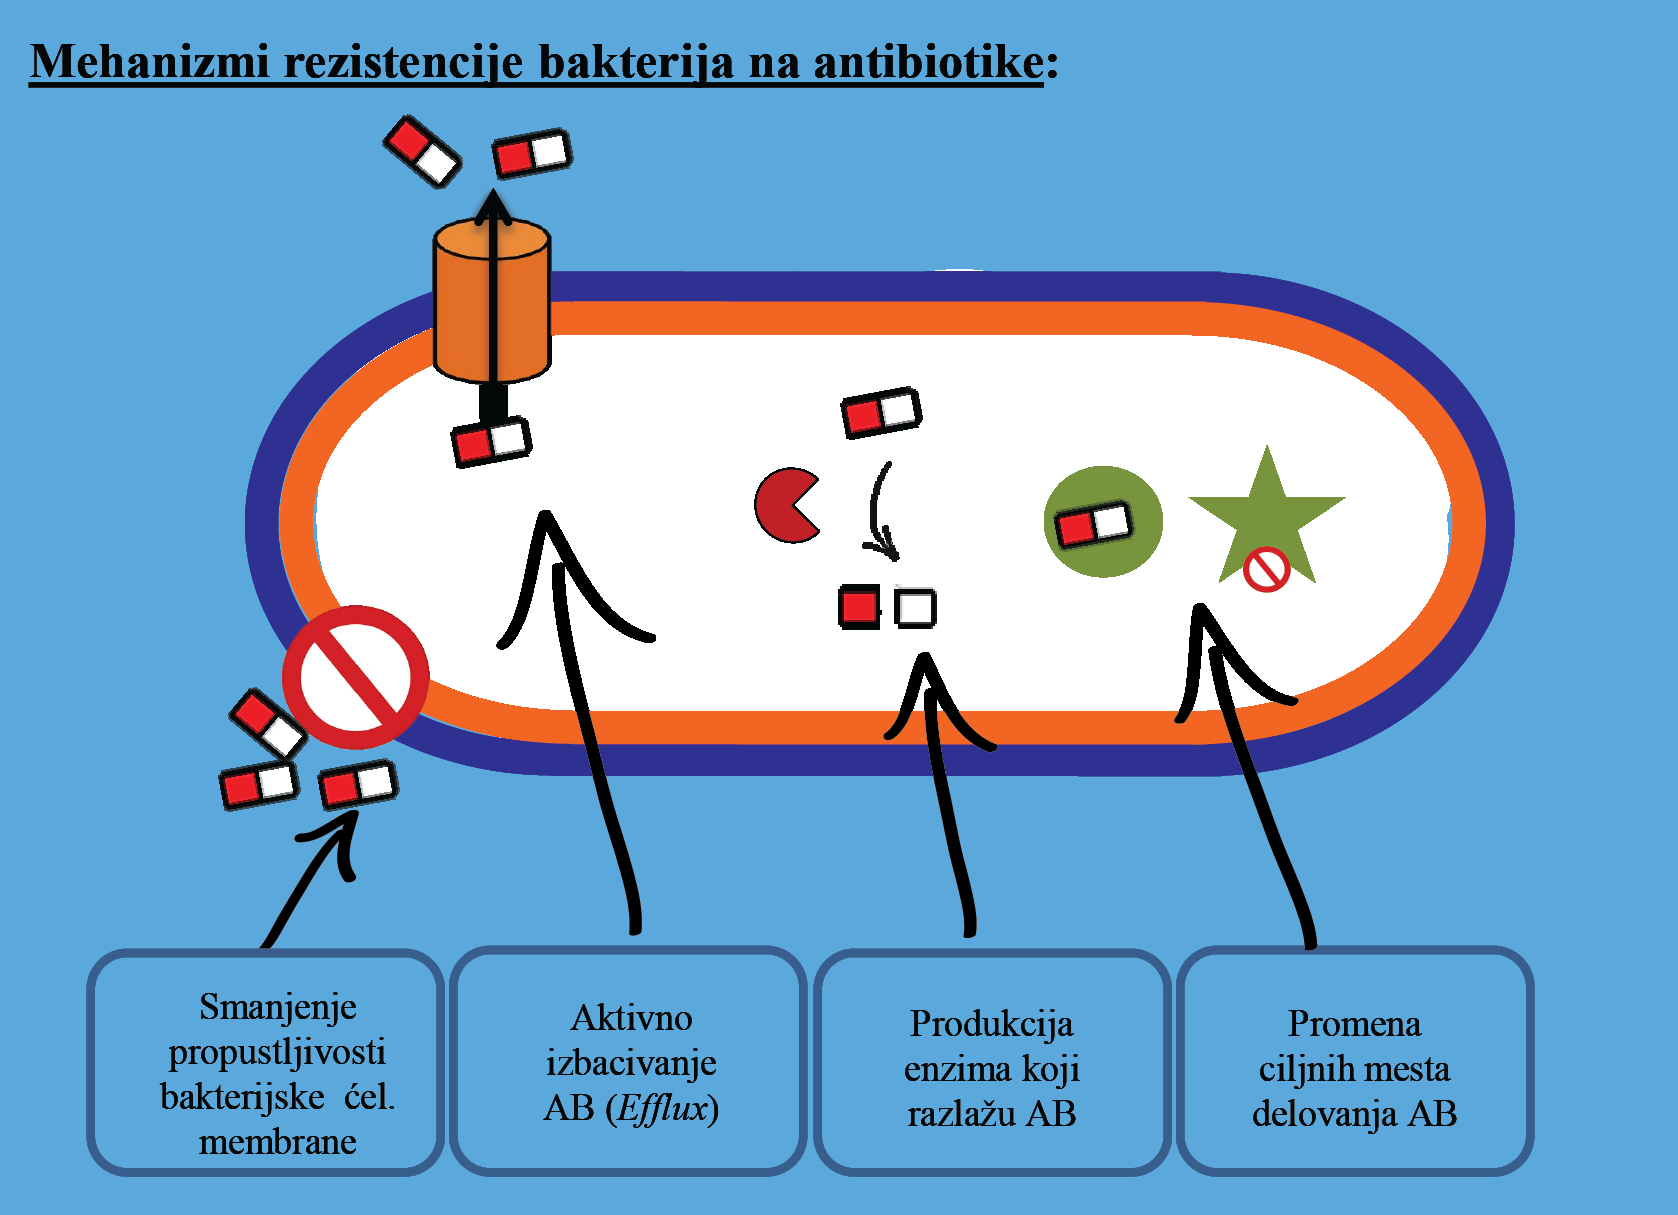 Mehanizmi rezistencije bakterija na antibiotike:
Smanjenje
propustljivosti
bakterijske ćel.
membrane
Aktivno
izbacivanje
AB (Efflux)
Produkcija
enzima koji
razlažu AB
Promena
ciljnih mesta
delovanja AB